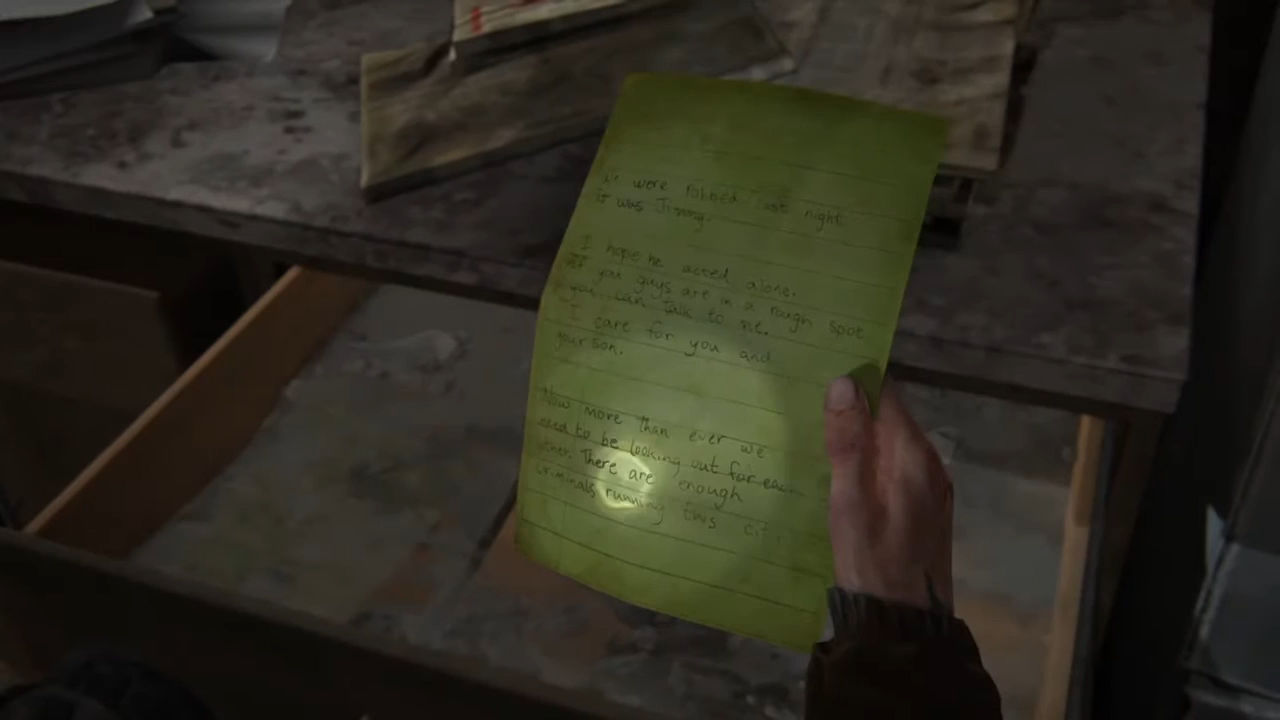 We were robbed last night
it was Jimmy.
I hope he acted alone.
If you guys are in a rough spot
you can talk to me.
I care for you and
your son.
Now more than ever we
need to be looking out for each
other. There are enough
criminals running this